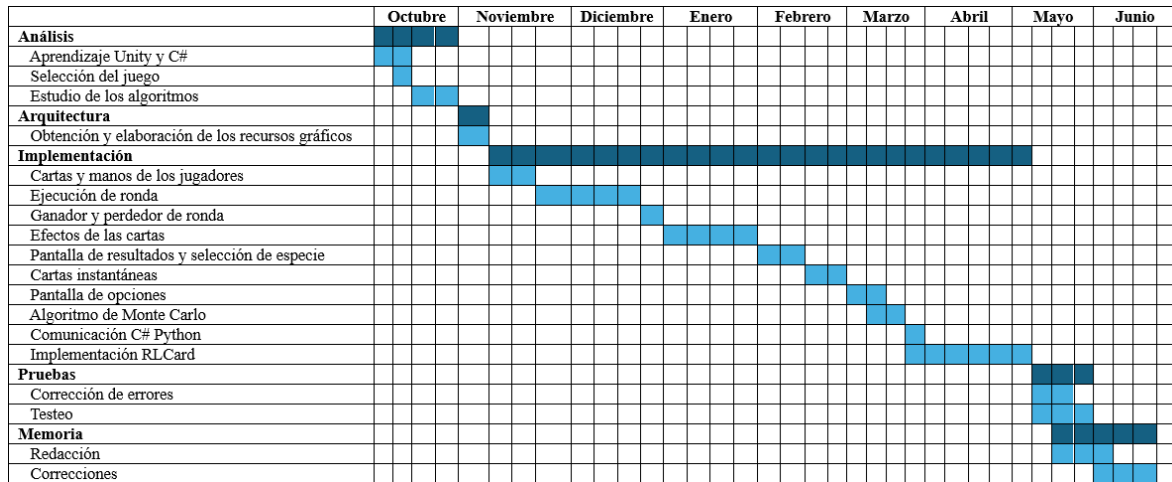 Octubre Noviembre Diciembre Enero Febrero Marzo Abril Mayo Junio
Análisis
Aprendizaje Unity y C#
Selección del juego
Estudio de los algoritmos
Arquitectura
Obtención y elaboración de los recursos gráficos
Implementación
Cartas y manos de los jugadores
Ejecución de ronda
Ganador y perdedor de ronda
Efectos de las cartas
Pantalla de resultados y selección de especie
Cartas instantáneas
Pantalla de opciones
Algoritmo de Monte Carlo
Comunicación C# Python
Implementación RLCard
Pruebas
Corrección de errores
Testeo
Memoria
Redacción
Correcciones